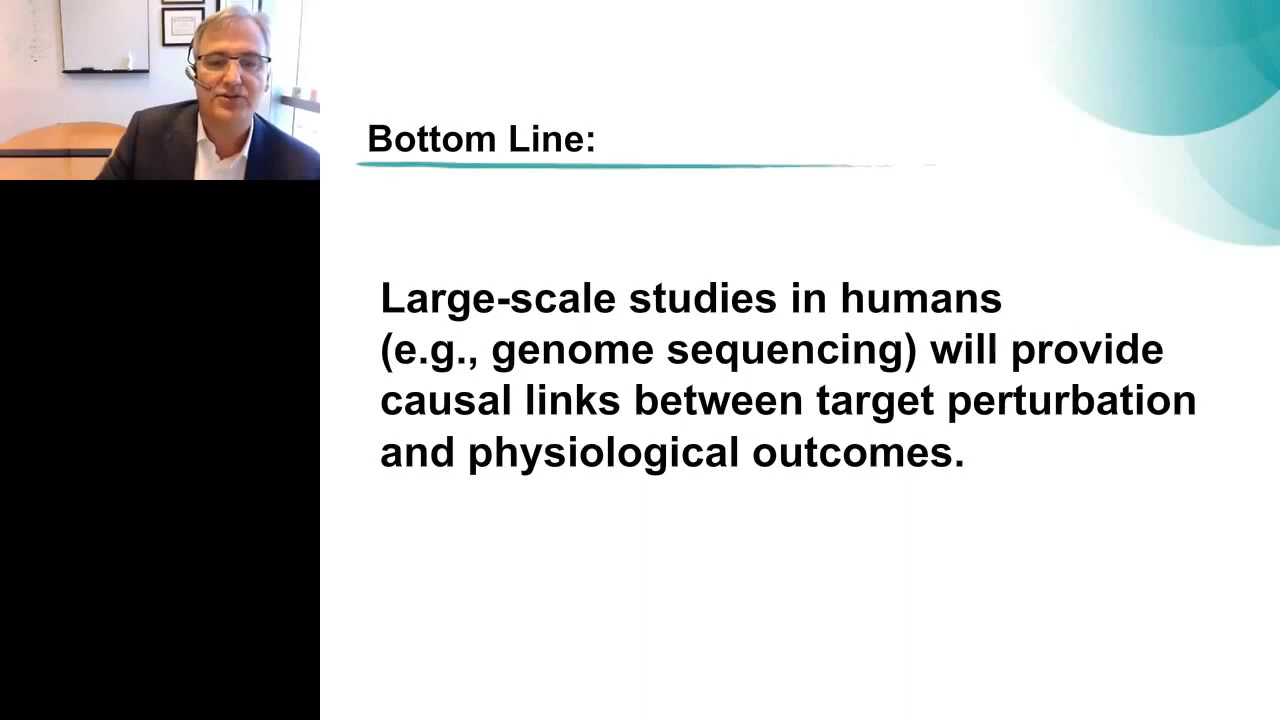 Bottom Line:
Large-scale studies in humans
(e.g., genome sequencing) will provide
causal links between target perturbation
and physiological outcomes.